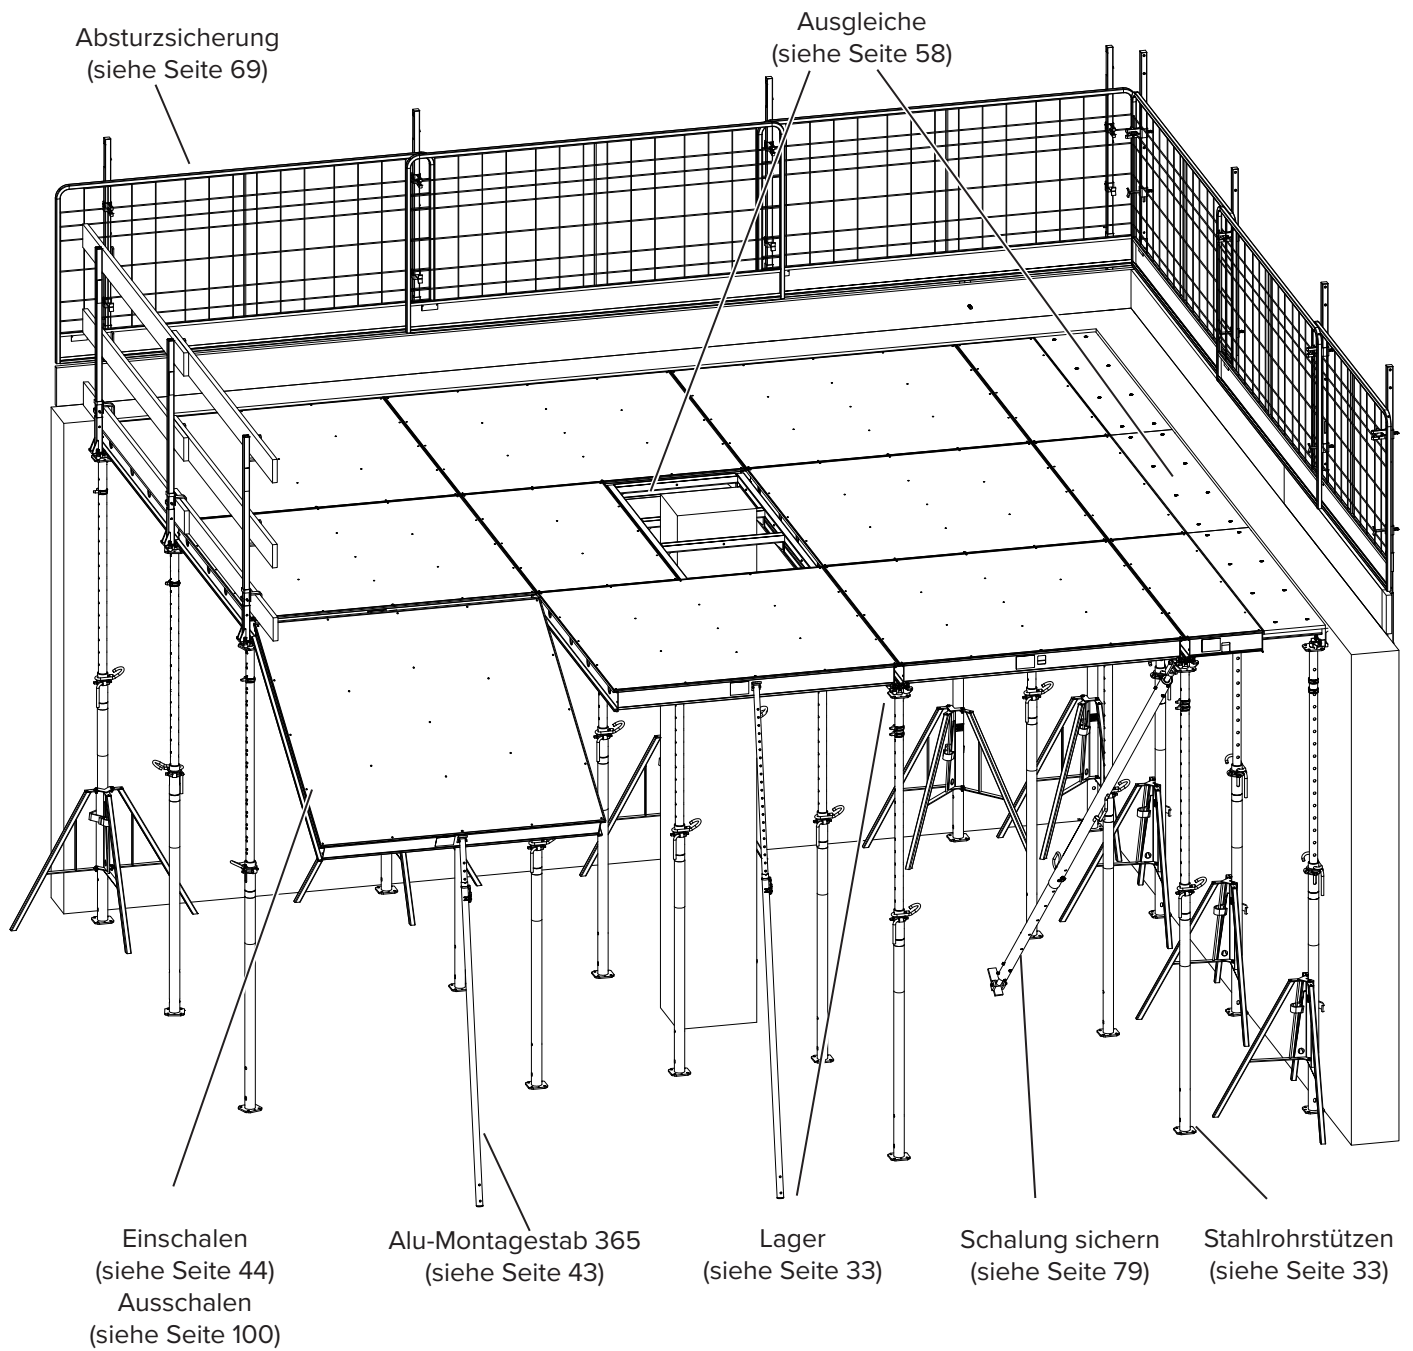 Absturzsicherung
(siehe Seite 69)
Ausgleiche
(siehe Seite 58)
Einschalen
(siehe Seite 44)
Ausschalen
(siehe Seite 100)
Alu-Montagestab 365
(siehe Seite 43)
Lager
(siehe Seite 33)
Schalung sichern
(siehe Seite 79)
Stahlrohrstützen
(siehe Seite 33)